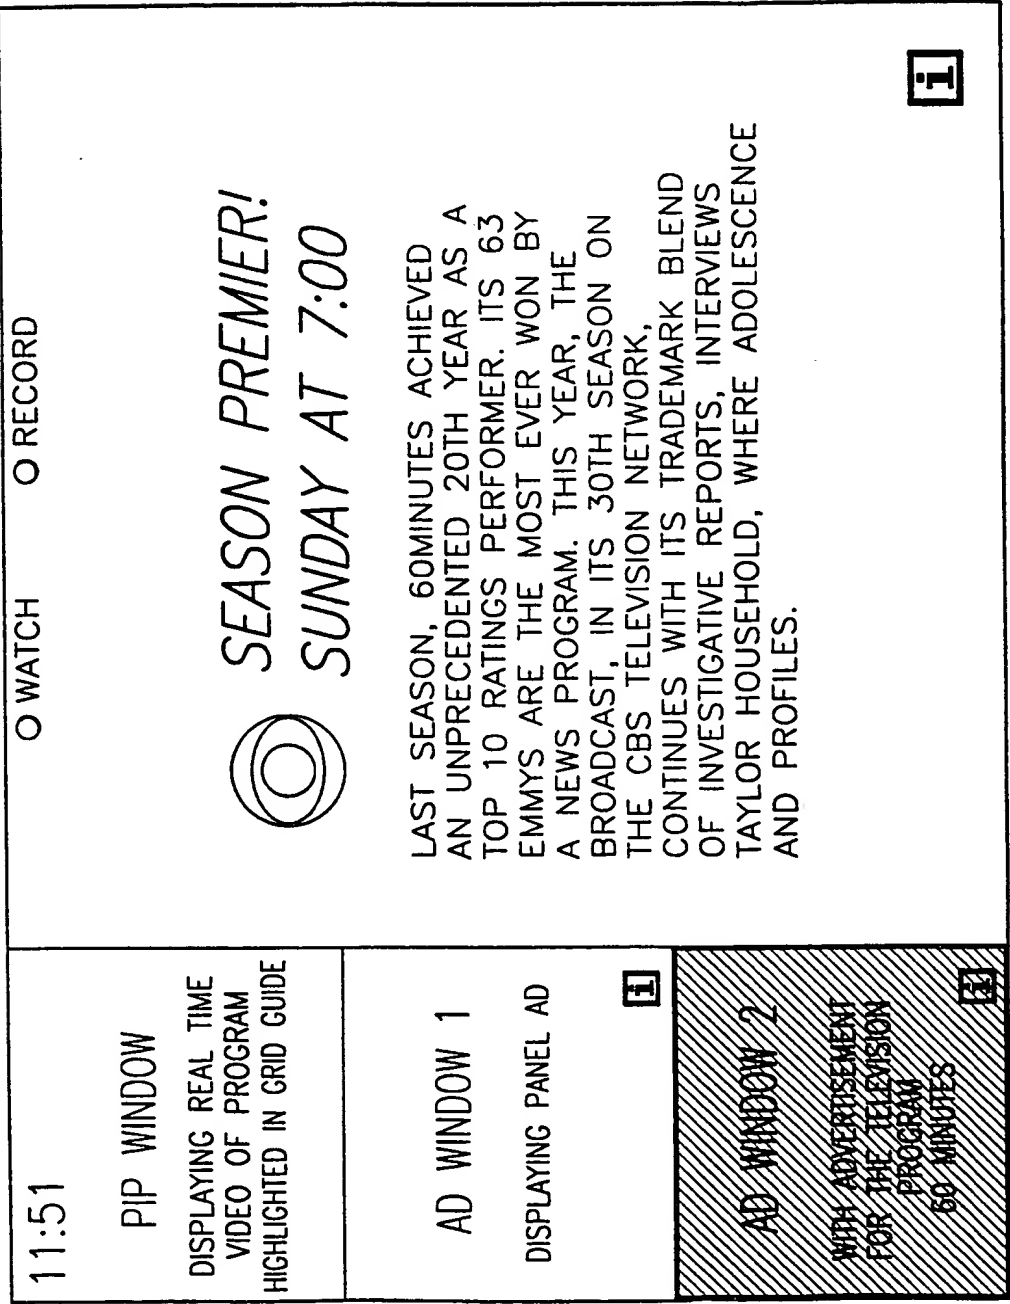 11:51
PIP WINDOW
DISPLAYING REAL TIME
VIDEO OF PROGRAM
HIGHLIGHTED IN GRID GUIDE
AD WINDOW 1
DISPLAYING PANEL AD
i
AD WINDOW 2
WITH ADVERTISEMENT
FOR THE TELEVISION
PROGRAM
60 MINUTES
i
O WATCH O RECORD
SEASON PREMIER!
SUNDAY AT 7:00
LAST SEASON, 60MINUTES ACHIEVED
AN UNPRECEDENTED 20TH YEAR AS A
TOP 10 RATINGS PERFORMER. ITS 63
EMMYS ARE THE MOST EVER WON BY
A NEWS PROGRAM. THIS YEAR, THE
BROADCAST, IN ITS 30TH SEASON ON
THE CBS TELEVISION NETWORK,
CONTINUES WITH ITS TRADEMARK BLEND
OF INVESTIGATIVE REPORTS, INTERVIEWS
TAYLOR HOUSEHOLD, WHERE ADOLESCENCE
AND PROFILES.
i